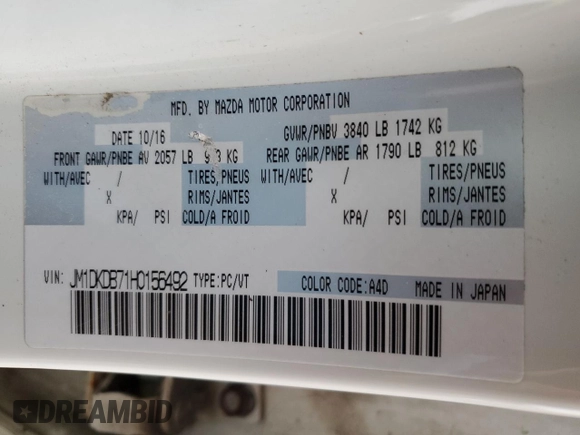 MFD. BY MAZDA MOTOR CORPORATION
DATE 10/16 GVWR/PNBV 3840 LB 1742 KG
FRONT GAWR/PNBE AV 2057 LB 9 3 KG REAR GAWR/PNBE AR 1790 LB 812 KG
WITH/AVEC / TIRES/PNEUS WITH/AVEC / TIRES/PNEUS
X RIMS/JANTES X RIMS/JANTES
KPA/ PSI COLD/A FROID KPA/ PSI COLD/A FROID
VIN: JM1DKDB71H0156492 TYPE:PC/VT COLOR CODE:A4D MADE IN JAPAN
DREAMBID